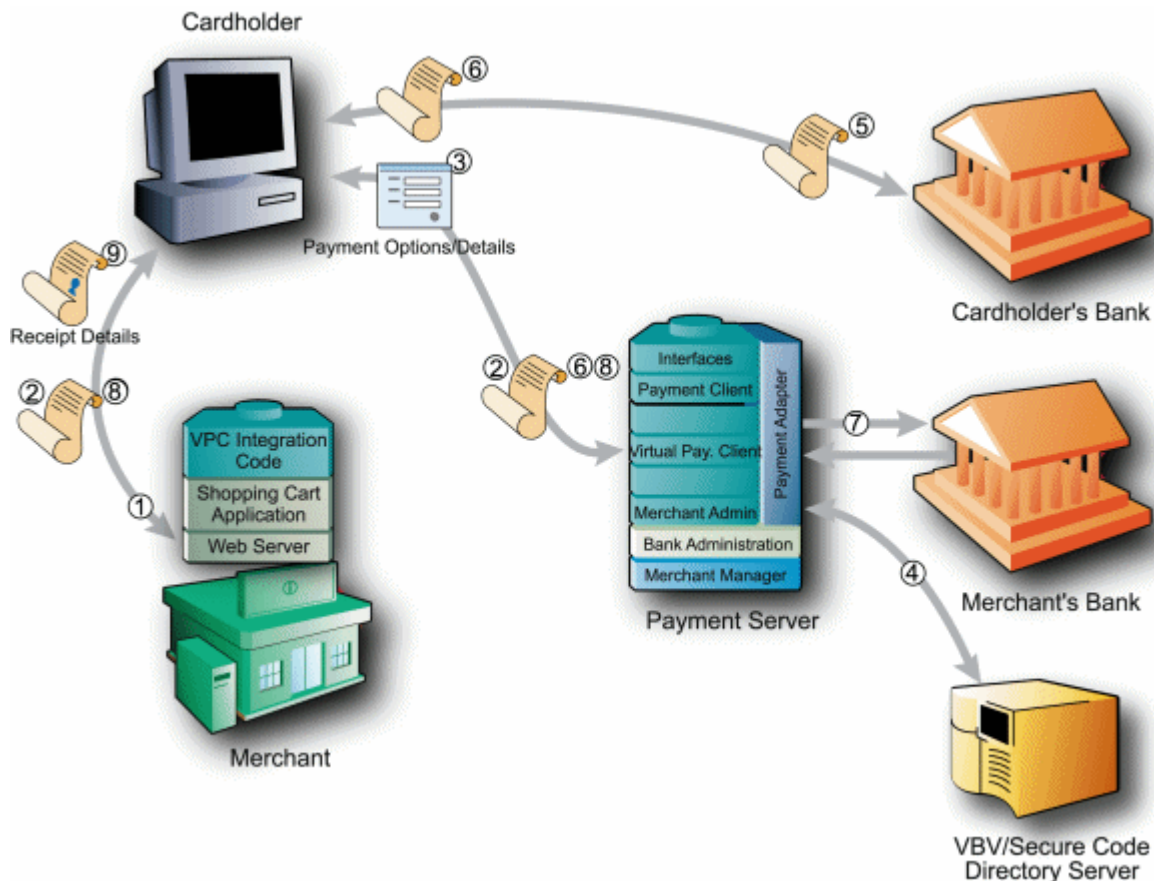 Cardholder
⑥
⑤
③
Payment Options/Details
Cardholder's Bank
⑨
Receipt Details
② ⑧
①
VPC Integration
Code
Shopping Cart
Application
Web Server
Merchant
② ⑥ ⑧
Interfaces
Payment Client
Virtual Pay. Client
Merchant Admin
Payment Adapter
Bank Administration
Merchant Manager
Payment Server
⑦
Merchant's Bank
④
VBV/Secure Code
Directory Server